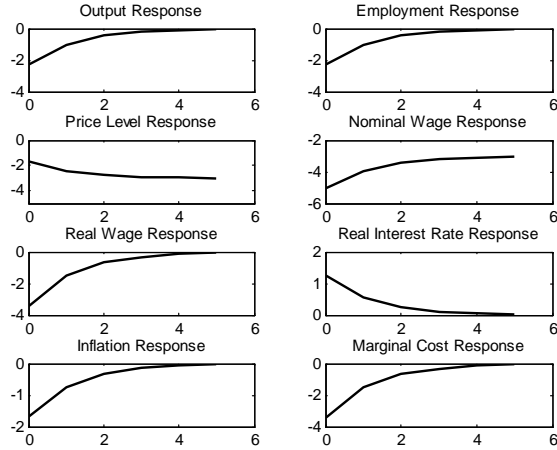 Output Response
Employment Response
0
-2
-4
0 2 4 6
0
-2
-4
0 2 4 6
Price Level Response
Nominal Wage Response
0
-2
-4
0 2 4 6
-2
-4
-6
0 2 4 6
Real Wage Response
Real Interest Rate Response
0
-2
-4
0 2 4 6
2
1
0
0 2 4 6
Inflation Response
Marginal Cost Response
0
-1
-2
0 2 4 6
0
-2
-4
0 2 4 6